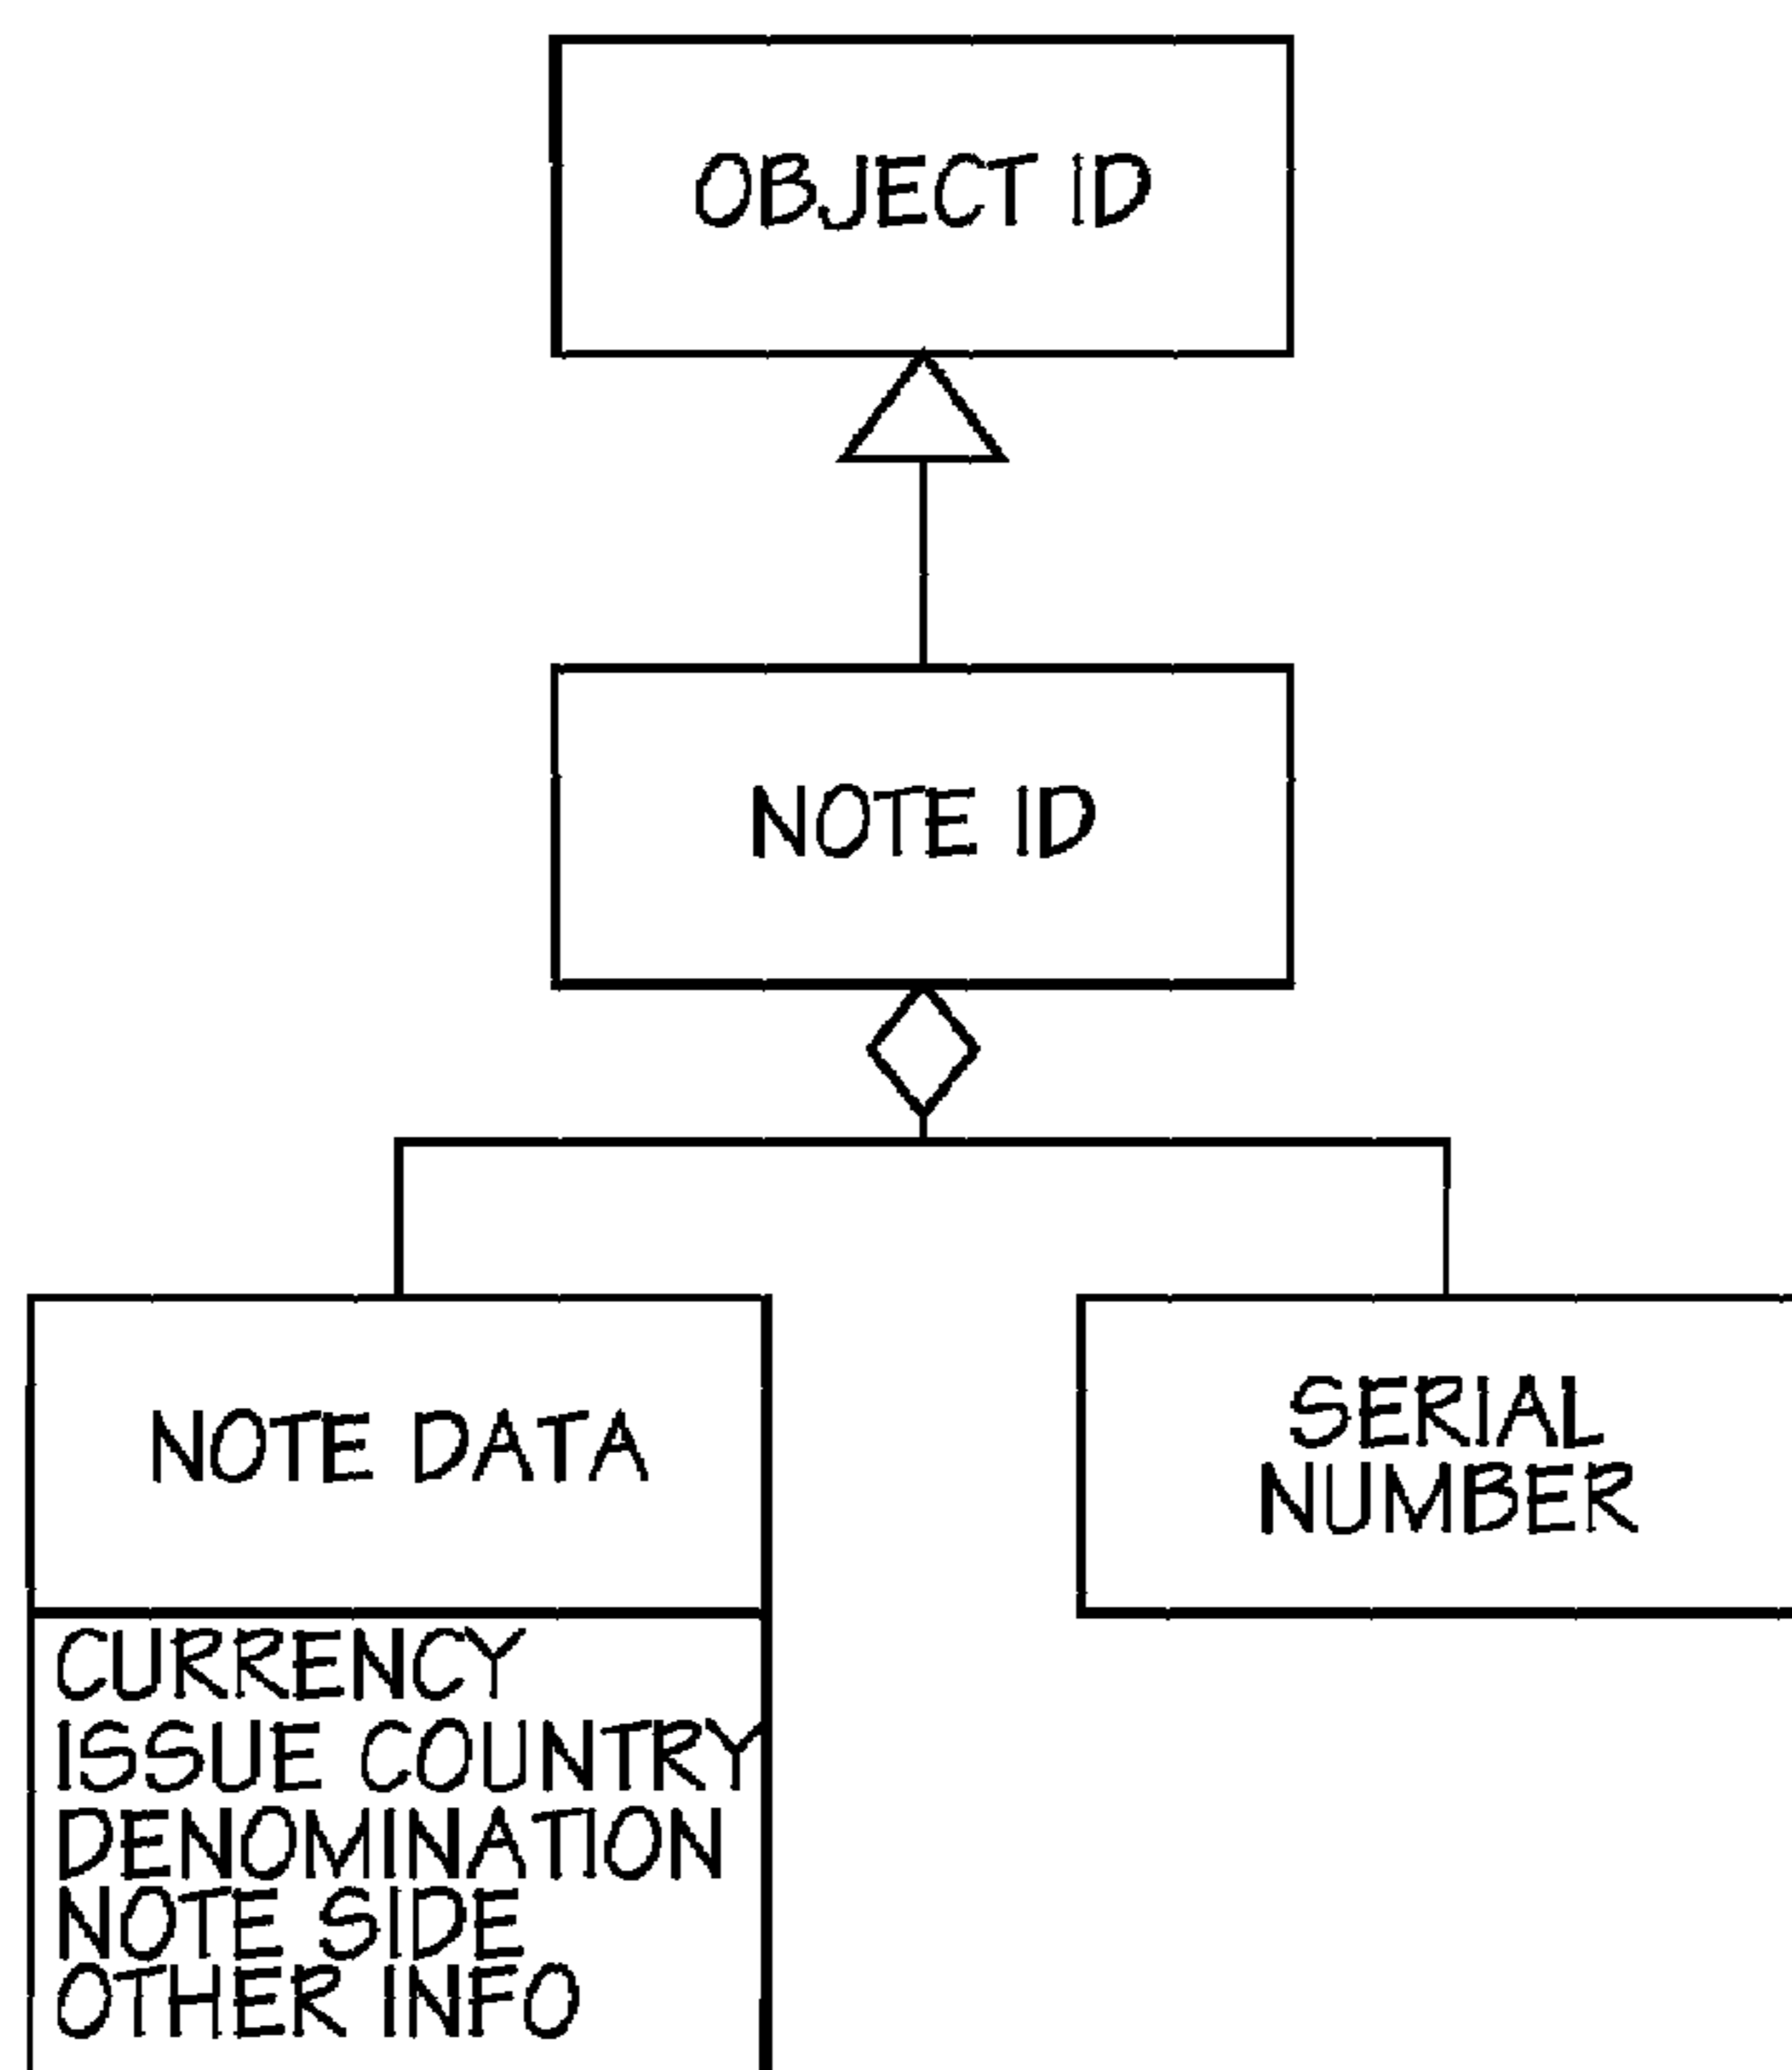 OBJECT ID
NOTE ID
NOTE DATA
SERIAL
NUMBER
CURRENCY
ISSUE COUNTRY
DENOMINATION
NOTE SIDE
OTHER INFO